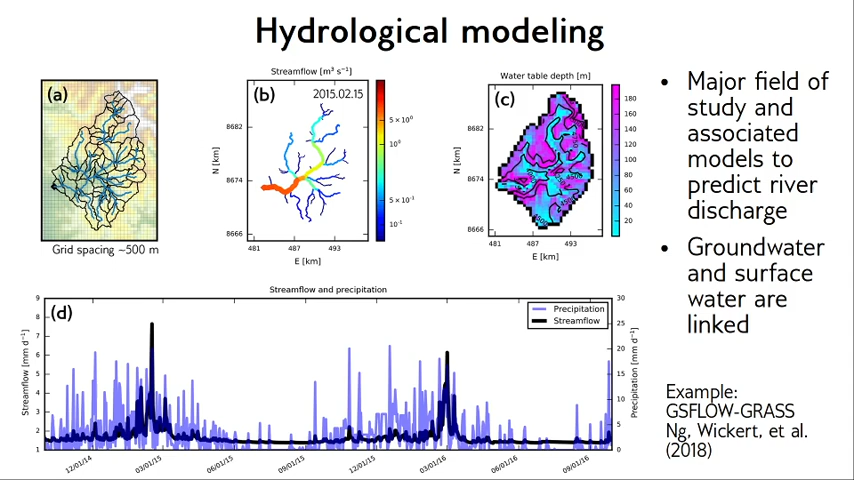 Hydrological modeling
(a)
Grid spacing ~500 m
Streamflow [m³ s⁻¹]
(b)
2015.02.15
N [km]
8682
8674
8666
481 487 493
E [km]
5 x 10⁰
10⁰
5 x 10⁻¹
10⁻¹
Water table depth [m]
(c)
N [km]
8682
8674
8666
481 487 493
E [km]
180
160
140
120
100
80
60
40
20
Streamflow and precipitation
(d)
Precipitation
Streamflow
Streamflow [mm d⁻¹]
9
8
7
6
5
4
3
2
1
Precipitation [mm d⁻¹]
30
25
20
15
10
5
0
12/01/14 03/01/15 06/01/15 09/01/15 12/01/15 03/01/16 06/01/16 09/01/16
• Major field of
study and
associated
models to
predict river
discharge
• Groundwater
and surface
water are
linked
Example:
GSFLOW-GRASS
Ng, Wickert, et al.
(2018)